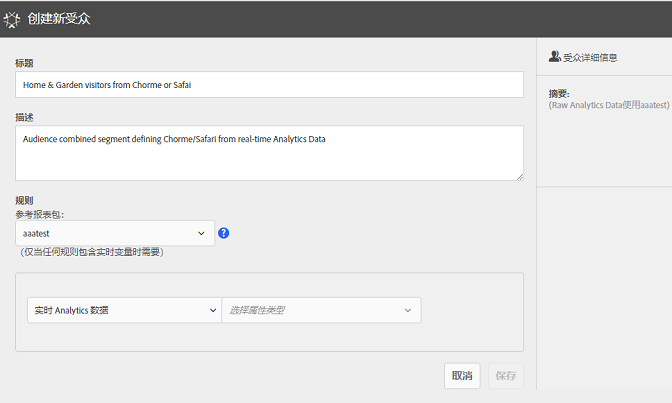 创建新受众
标题
Home & Garden visitors from Chorme or Safai
描述
Audience combined segment defining Chorme/Safari from real-time Analytics Data
规则
参考报表包:
aaatest
?
(仅当任何规则包含实时变量时需要)
实时 Analytics 数据
选择属性类型
取消
保存
受众详细信息
摘要:
(Raw Analytics Data使用aaatest)